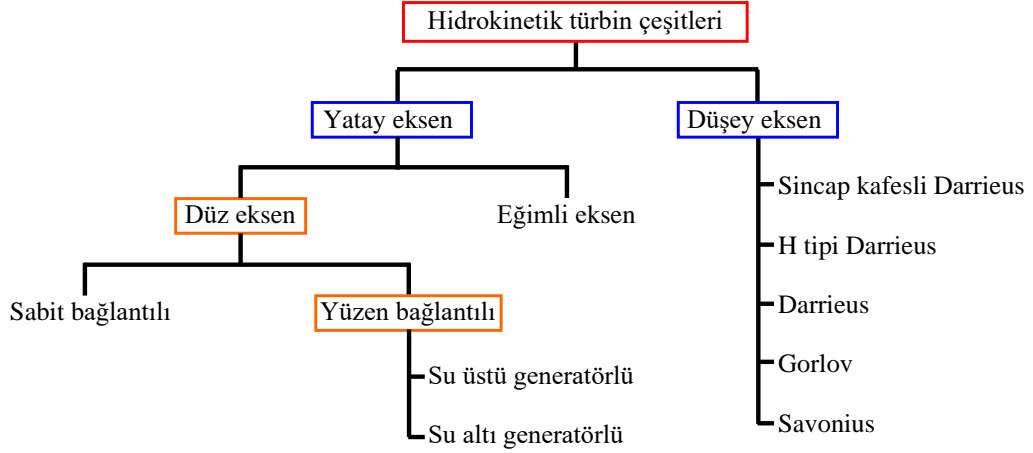 Hidrokinetik türbin çeşitleri
Yatay eksen
Düşey eksen
Düz eksen
Eğimli eksen
Sabit bağlantılı
Yüzen bağlantılı
Su üstü generatörlü
Su altı generatörlü
Sincap kafesli Darrieus
H tipi Darrieus
Darrieus
Gorlov
Savonius